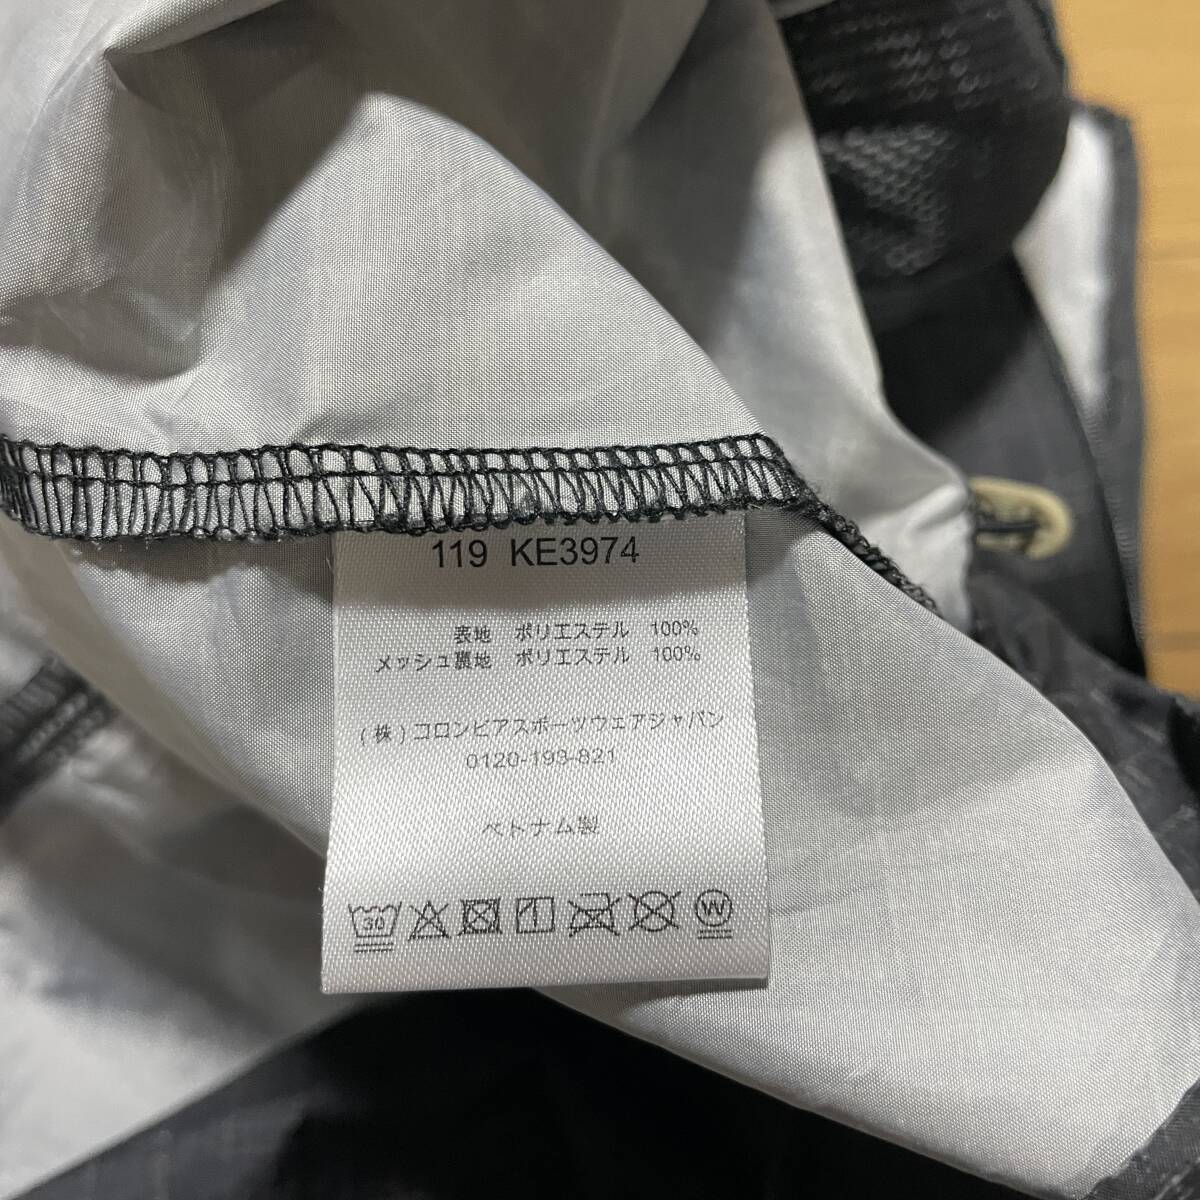 119 KE3974
表地 ポリエステル 100%
メッシュ裏地 ポリエステル 100%
(株)コロンビアスポーツウェアジャパン
0120-193-821
ベトナム製
30
W